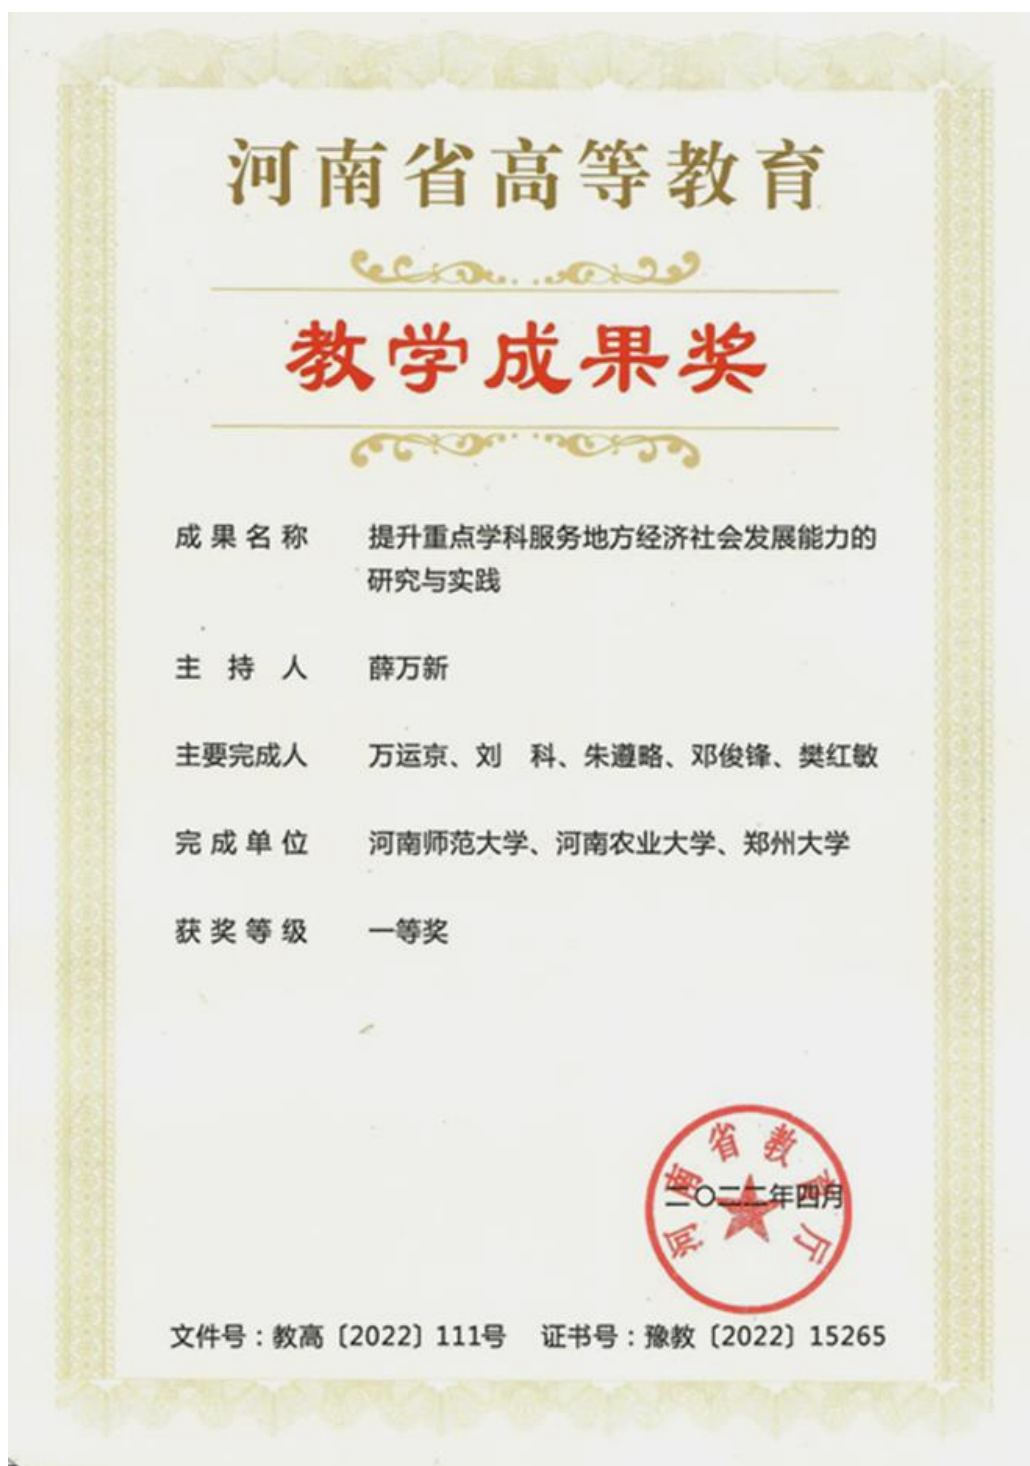 河南省高等教育
教学成果奖
成果名称 提升重点学科服务地方经济社会发展能力的
研究与实践
主持人 薛万新
主要完成人 万运京、刘 科、朱遵略、邓俊锋、樊红敏
完成单位 河南师范大学、河南农业大学、郑州大学
获奖等级 一等奖
河南省教育厅
二〇二二年四月
文件号：教高〔2022〕111号 证书号：豫教〔2022〕15265